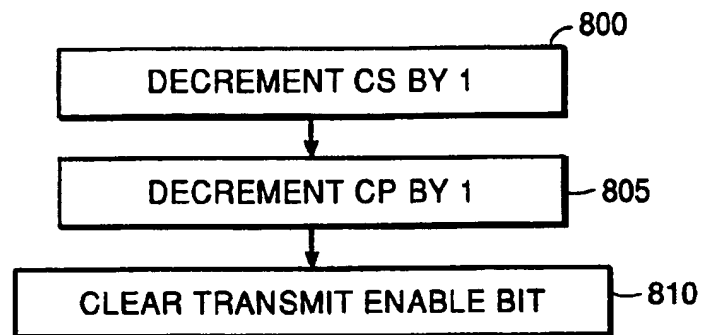 800
DECREMENT CS BY 1
DECREMENT CP BY 1
805
CLEAR TRANSMIT ENABLE BIT
810